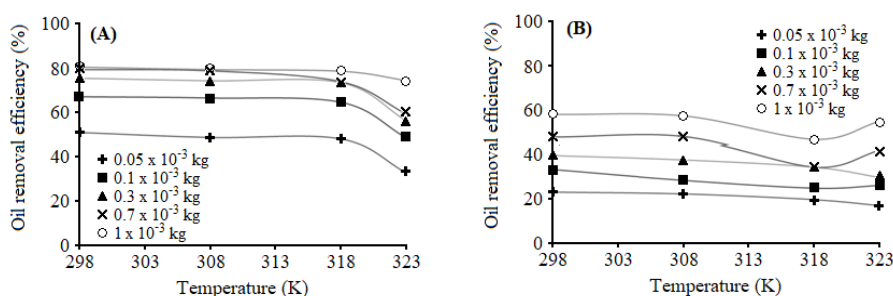 (A)
Oil removal efficiency (%)
100
80
60
40
20
0
0.05 x 10⁻³ kg
0.1 x 10⁻³ kg
0.3 x 10⁻³ kg
0.7 x 10⁻³ kg
1 x 10⁻³ kg
298 303 308 313 318 323
Temperature (K)
(B)
Oil removal efficiency (%)
100
80
60
40
20
0
0.05 x 10⁻³ kg
0.1 x 10⁻³ kg
0.3 x 10⁻³ kg
0.7 x 10⁻³ kg
1 x 10⁻³ kg
298 303 308 313 318 323
Temperature (K)